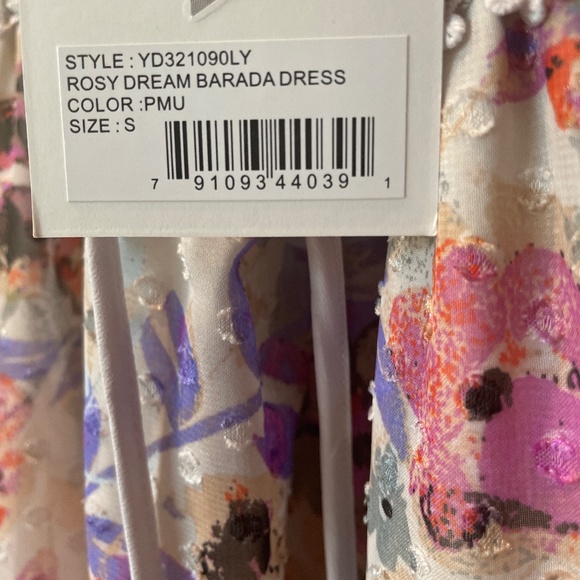 STYLE : YD321090LY
ROSY DREAM BARADA DRESS
COLOR :PMU
SIZE : S
7 91093 44039 1